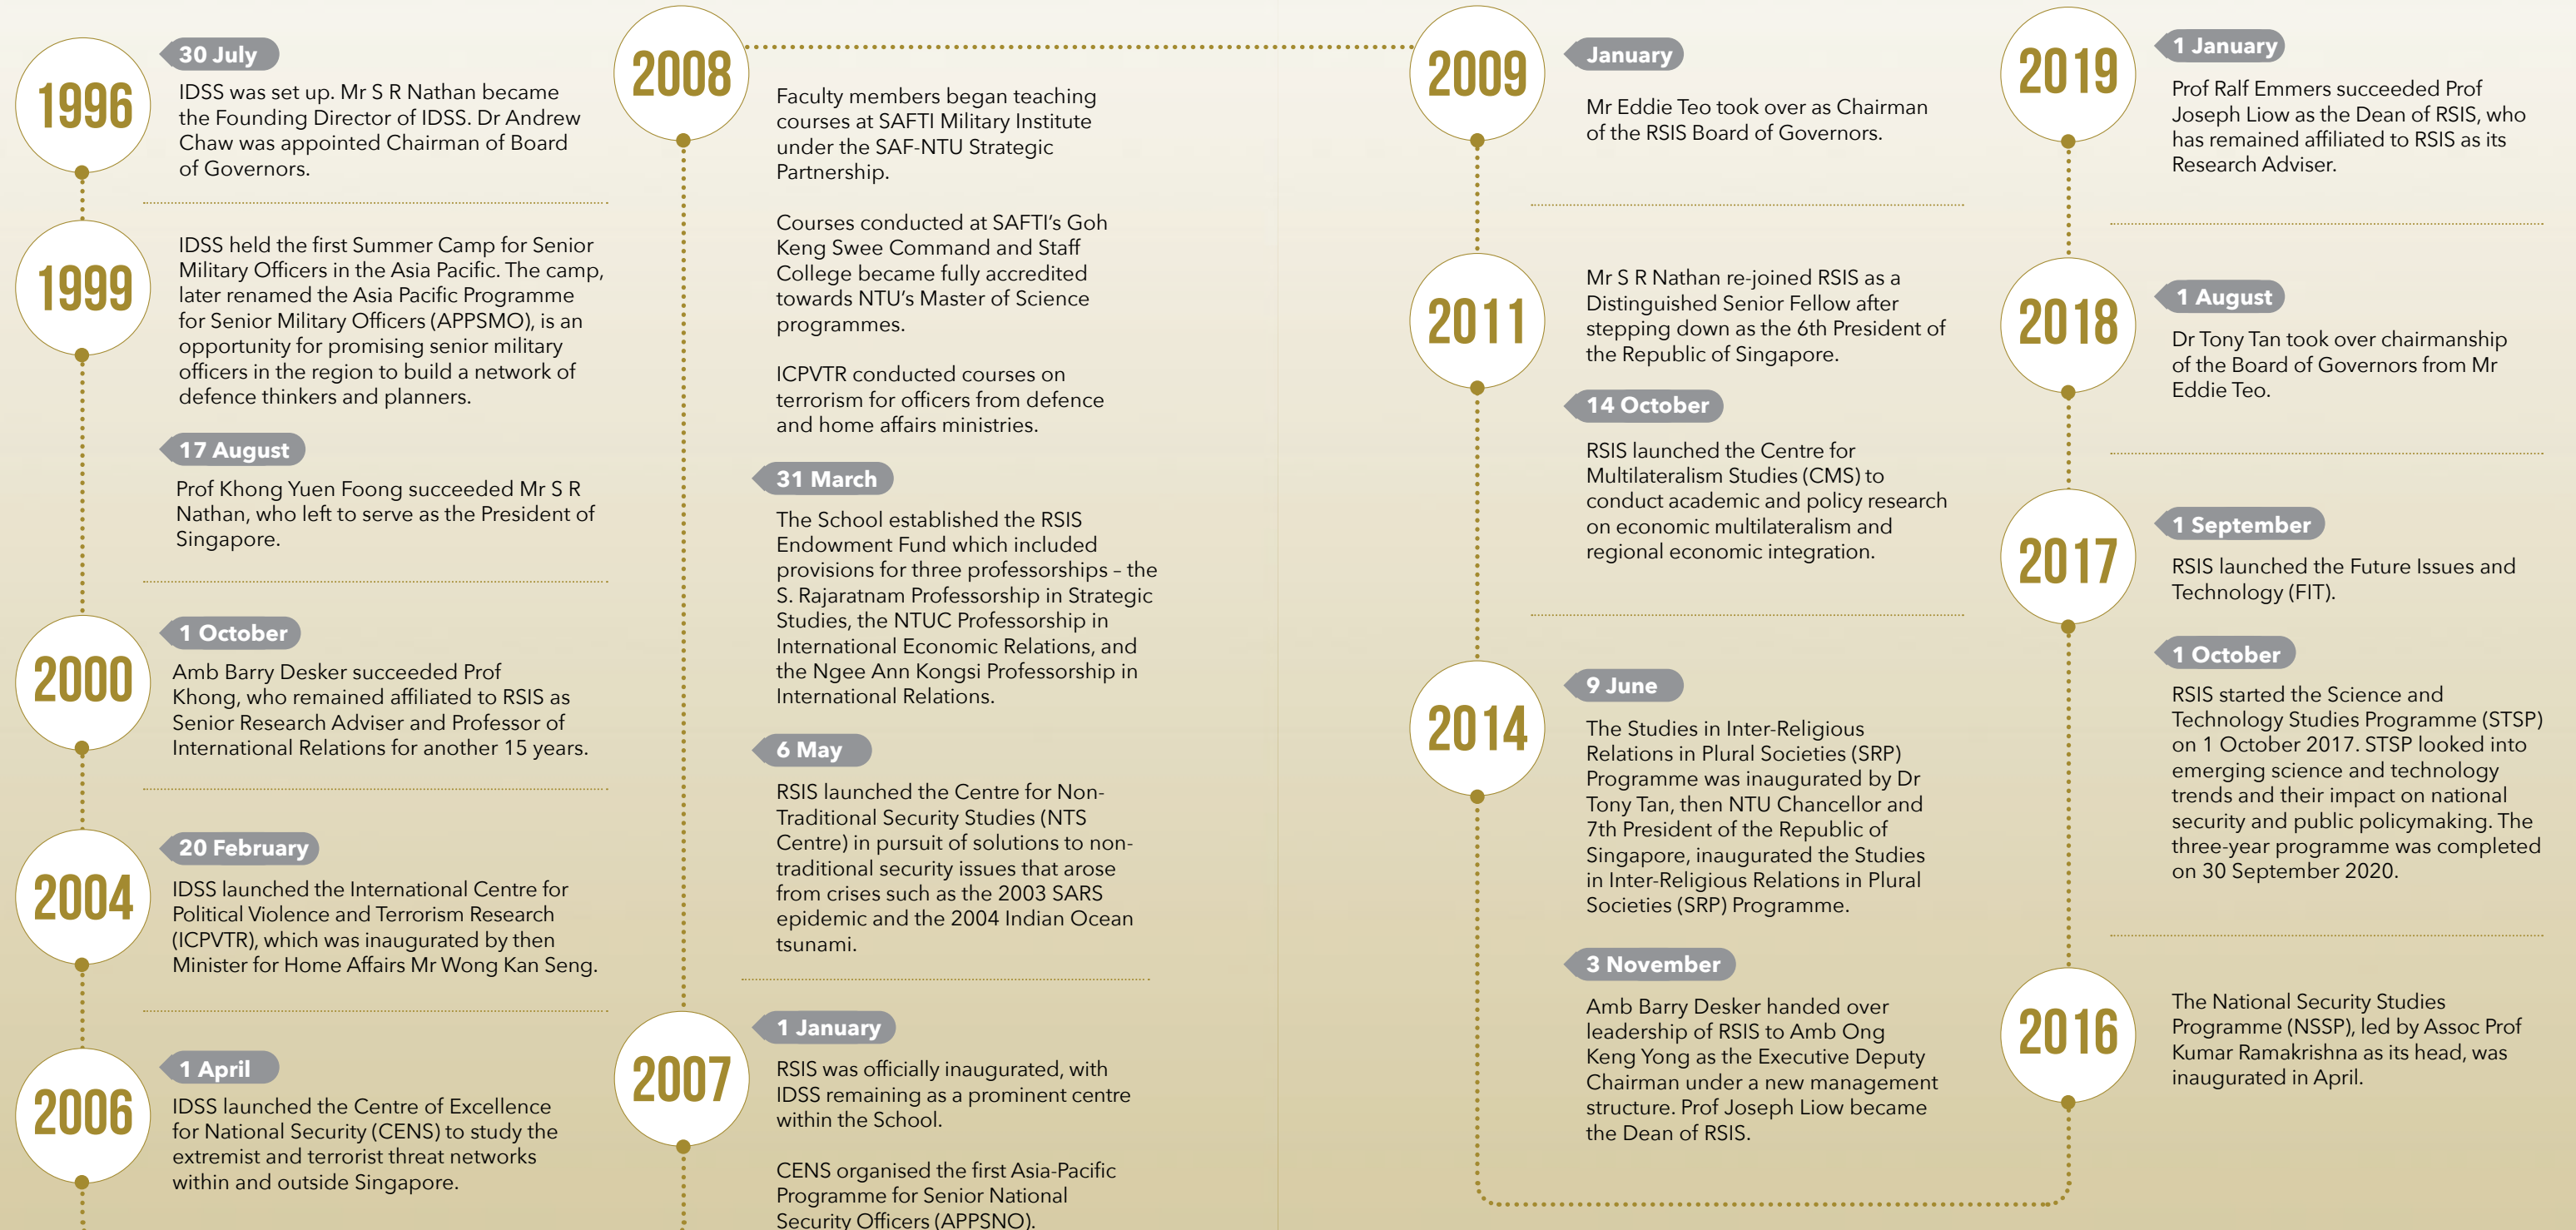 1996
30 July
IDSS was set up. Mr S R Nathan became
the Founding Director of IDSS. Dr Andrew
Chaw was appointed Chairman of Board
of Governors.
1999
IDSS held the first Summer Camp for Senior
Military Officers in the Asia Pacific. The camp,
later renamed the Asia Pacific Programme
for Senior Military Officers (APPSMO), is an
opportunity for promising senior military
officers in the region to build a network of
defence thinkers and planners.
17 August
Prof Khong Yuen Foong succeeded Mr S R
Nathan, who left to serve as the President of
Singapore.
2000
1 October
Amb Barry Desker succeeded Prof
Khong, who remained affiliated to RSIS as
Senior Research Adviser and Professor of
International Relations for another 15 years.
2004
20 February
IDSS launched the International Centre for
Political Violence and Terrorism Research
(ICPVTR), which was inaugurated by then
Minister for Home Affairs Mr Wong Kan Seng.
2006
1 April
IDSS launched the Centre of Excellence
for National Security (CENS) to study the
extremist and terrorist threat networks
within and outside Singapore.
2008
Faculty members began teaching
courses at SAFTI Military Institute
under the SAF-NTU Strategic
Partnership.
Courses conducted at SAFTI's Goh
Keng Swee Command and Staff
College became fully accredited
towards NTU's Master of Science
programmes.
ICPVTR conducted courses on
terrorism for officers from defence
and home affairs ministries.
31 March
The School established the RSIS
Endowment Fund which included
provisions for three professorships – the
S. Rajaratnam Professorship in Strategic
Studies, the NTUC Professorship in
International Economic Relations, and
the Ngee Ann Kongsi Professorship in
International Relations.
6 May
RSIS launched the Centre for Non-
Traditional Security Studies (NTS
Centre) in pursuit of solutions to non-
traditional security issues that arose
from crises such as the 2003 SARS
epidemic and the 2004 Indian Ocean
tsunami.
2007
1 January
RSIS was officially inaugurated, with
IDSS remaining as a prominent centre
within the School.
CENS organised the first Asia-Pacific
Programme for Senior National
Security Officers (APPSNO).
2009
January
Mr Eddie Teo took over as Chairman
of the RSIS Board of Governors.
2011
Mr S R Nathan re-joined RSIS as a
Distinguished Senior Fellow after
stepping down as the 6th President of
the Republic of Singapore.
14 October
RSIS launched the Centre for
Multilateralism Studies (CMS) to
conduct academic and policy research
on economic multilateralism and
regional economic integration.
2014
9 June
The Studies in Inter-Religious
Relations in Plural Societies (SRP)
Programme was inaugurated by Dr
Tony Tan, then NTU Chancellor and
7th President of the Republic of
Singapore, inaugurated the Studies
in Inter-Religious Relations in Plural
Societies (SRP) Programme.
3 November
Amb Barry Desker handed over
leadership of RSIS to Amb Ong
Keng Yong as the Executive Deputy
Chairman under a new management
structure. Prof Joseph Liow became
the Dean of RSIS.
2019
1 January
Prof Ralf Emmers succeeded Prof
Joseph Liow as the Dean of RSIS, who
has remained affiliated to RSIS as its
Research Adviser.
2018
1 August
Dr Tony Tan took over chairmanship
of the Board of Governors from Mr
Eddie Teo.
2017
1 September
RSIS launched the Future Issues and
Technology (FIT).
1 October
RSIS started the Science and
Technology Studies Programme (STSP)
on 1 October 2017. STSP looked into
emerging science and technology
trends and their impact on national
security and public policymaking. The
three-year programme was completed
on 30 September 2020.
2016
The National Security Studies
Programme (NSSP), led by Assoc Prof
Kumar Ramakrishna as its head, was
inaugurated in April.